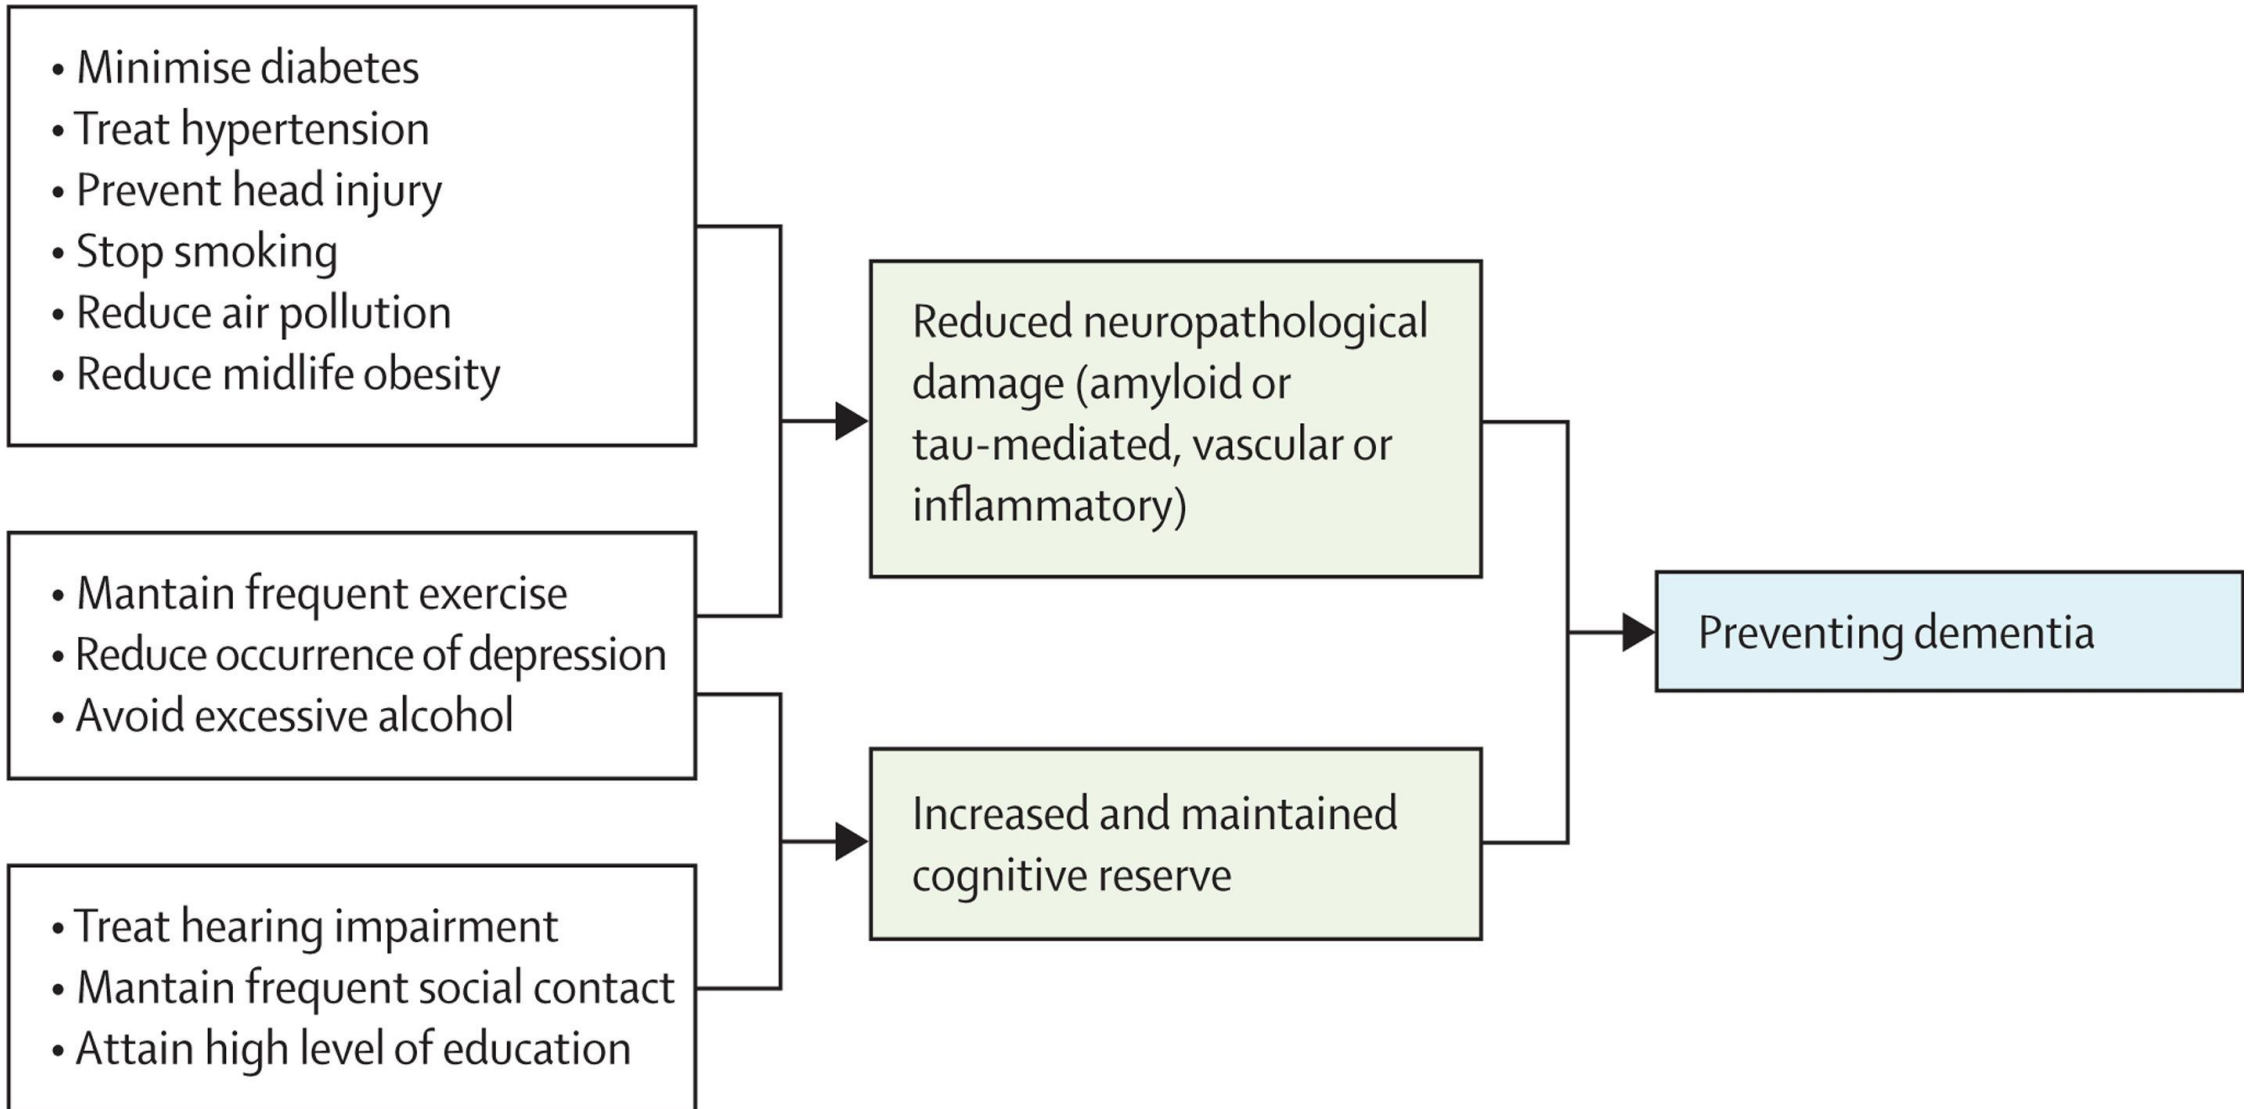 • Minimise diabetes
• Treat hypertension
• Prevent head injury
• Stop smoking
• Reduce air pollution
• Reduce midlife obesity
• Mantain frequent exercise
• Reduce occurrence of depression
• Avoid excessive alcohol
• Treat hearing impairment
• Mantain frequent social contact
• Attain high level of education
Reduced neuropathological
damage (amyloid or
tau-mediated, vascular or
inflammatory)
Increased and maintained
cognitive reserve
Preventing dementia